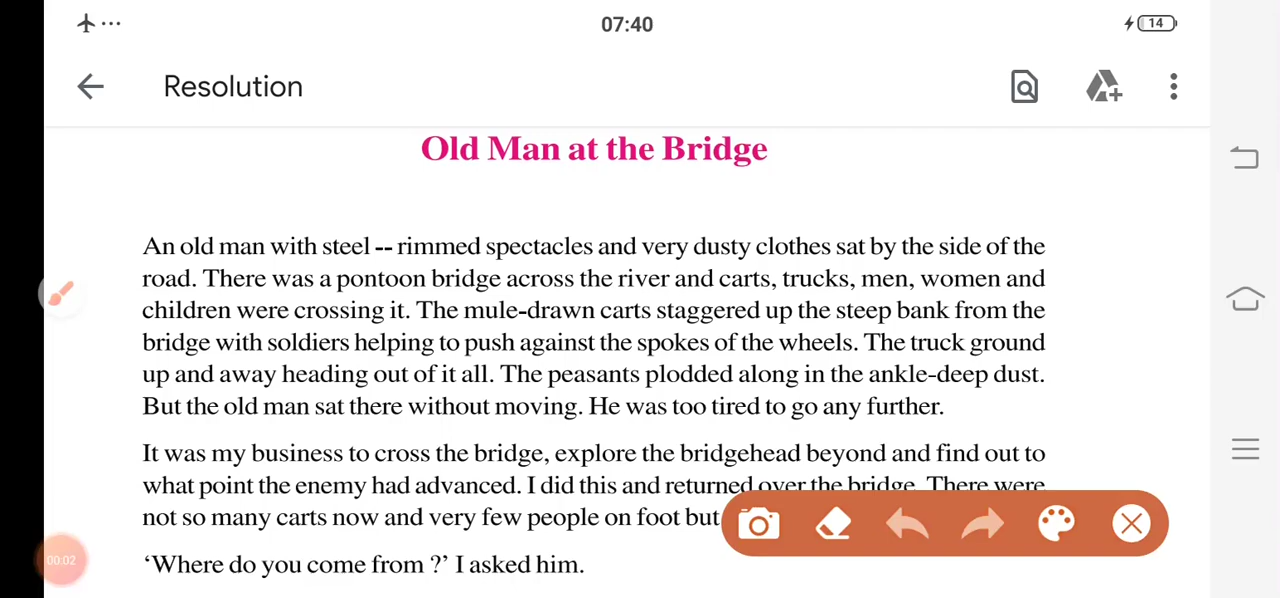 07:40
14
Resolution
Old Man at the Bridge
An old man with steel -- rimmed spectacles and very dusty clothes sat by the side of the
road. There was a pontoon bridge across the river and carts, trucks, men, women and
children were crossing it. The mule-drawn carts staggered up the steep bank from the
bridge with soldiers helping to push against the spokes of the wheels. The truck ground
up and away heading out of it all. The peasants plodded along in the ankle-deep dust.
But the old man sat there without moving. He was too tired to go any further.
It was my business to cross the bridge, explore the bridgehead beyond and find out to
what point the enemy had advanced. I did this and returned over the bridge. There were
not so many carts now and very few people on foot but
00:02
‘Where do you come from ?’ I asked him.